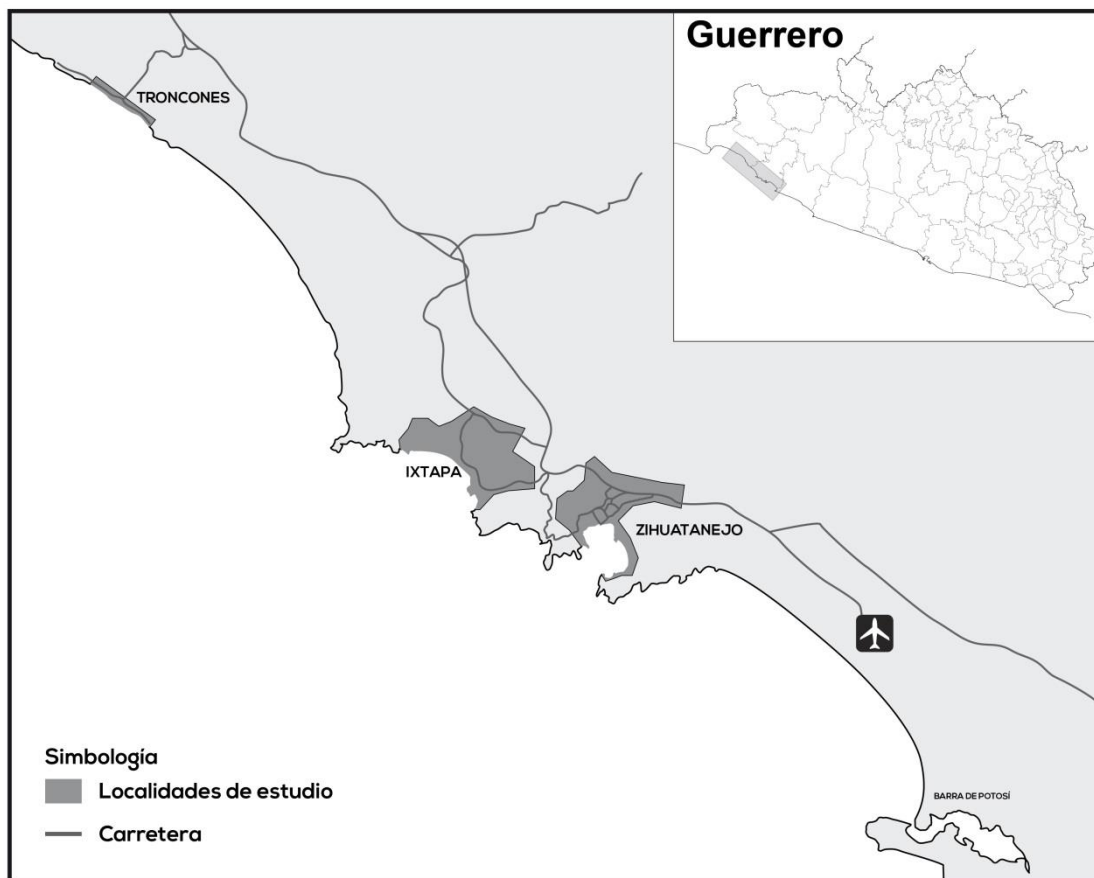 Guerrero
TRONCONES
IXTAPA
ZIHUATANEJO
Simbología
Localidades de estudio
Carretera
BARRA DE POTOSÍ